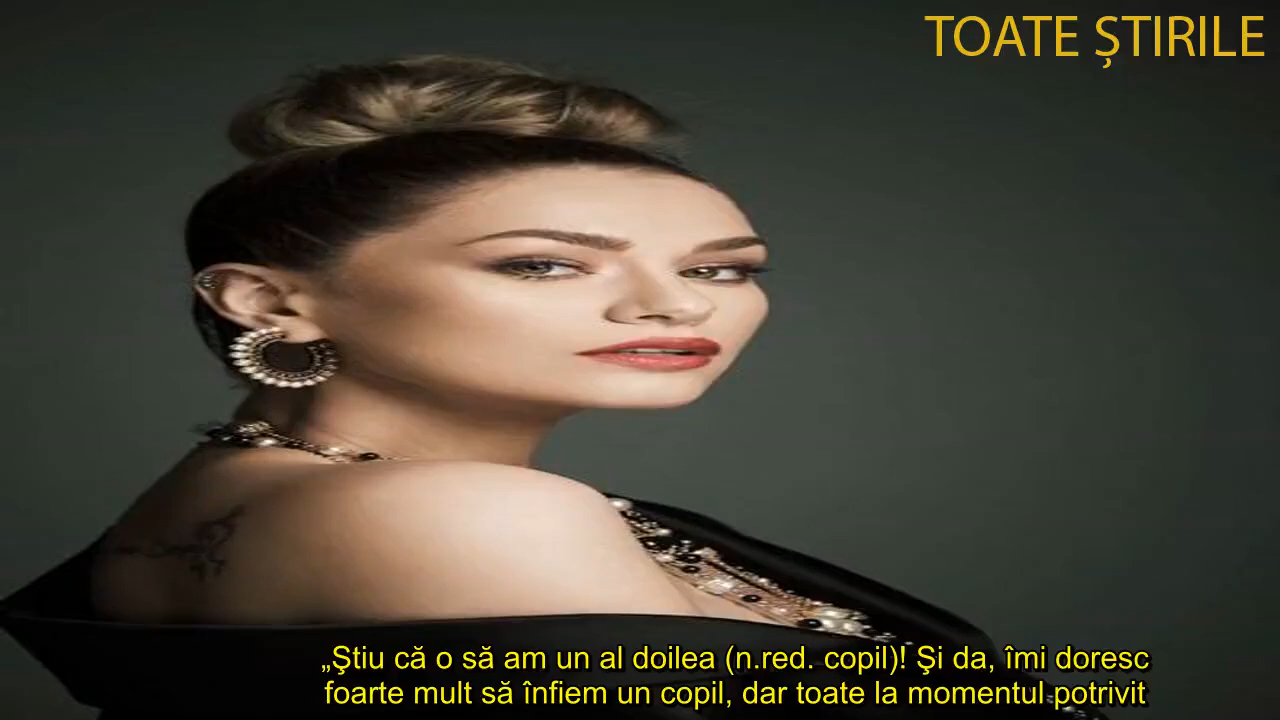 TOATE ȘTIRILE
„Ştiu că o să am un al doilea (n.red. copil)! Şi da, îmi doresc
foarte mult să înfiem un copil, dar toate la momentul potrivit